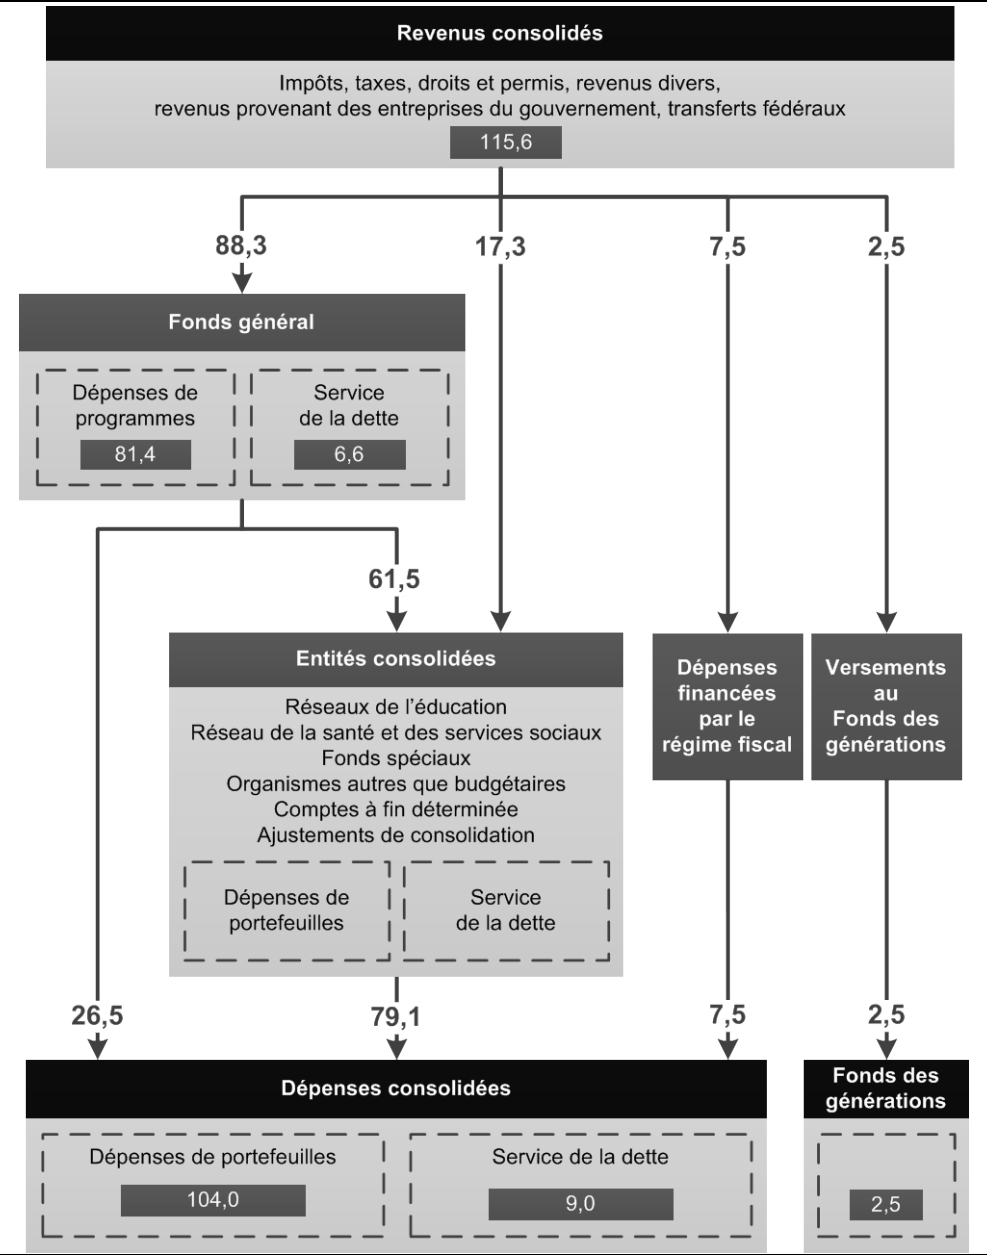 Revenus consolidés
Impôts, taxes, droits et permis, revenus divers,
revenus provenant des entreprises du gouvernement, transferts fédéraux
115,6
88,3
17,3
7,5
2,5
Fonds général
Dépenses de
programmes
81,4
Service
de la dette
6,6
61,5
Entités consolidées
Réseaux de l'éducation
Réseau de la santé et des services sociaux
Fonds spéciaux
Organismes autres que budgétaires
Comptes à fin déterminée
Ajustements de consolidation
Dépenses de
portefeuilles
Service
de la dette
Dépenses
financées
par le
régime fiscal
Versements
au
Fonds des
générations
26,5
79,1
7,5
2,5
Dépenses consolidées
Dépenses de portefeuilles
104,0
Service de la dette
9,0
Fonds des
générations
2,5